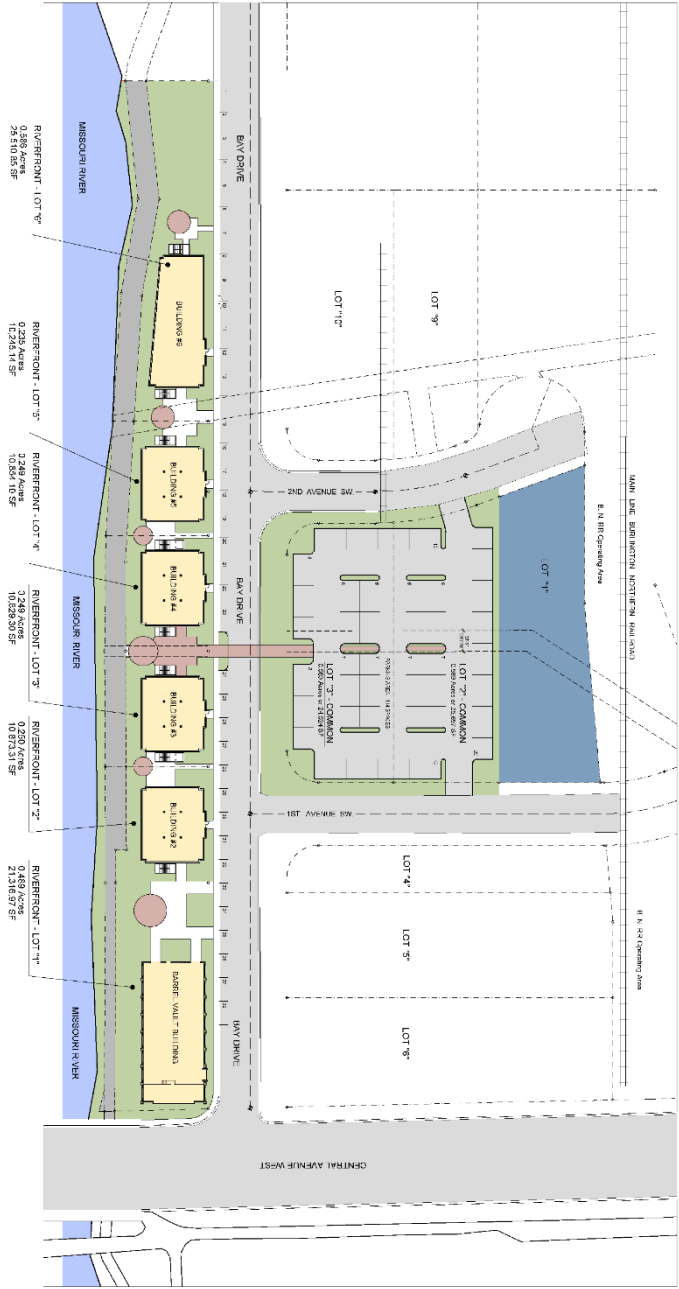 MAIN LINE BURLINGTON NORTHERN RAILROAD
B. N. RR Operating Area
B. N. RR Operating Area
LOT "9"
LOT "10"
LOT "1"
LOT "2" - COMMON
LOT "3" - COMMON
LOT "4"
LOT "5"
LOT "6"
2ND AVENUE SW
1ST AVENUE SW
CENTRAL AVENUE WEST
BAY DRIVE
BAY DRIVE
BAY DRIVE
BUILDING #6
BUILDING #5
BUILDING #4
BUILDING #3
BUILDING #2
BARREL VAULT BUILDING
MISSOURI RIVER
MISSOURI RIVER
MISSOURI RIVER
RIVERFRONT - LOT "6"
0.586 Acres
25,510.85 SF
RIVERFRONT - LOT "5"
0.235 Acres
10,245.14 SF
RIVERFRONT - LOT "4"
0.249 Acres
10,854.10 SF
RIVERFRONT - LOT "3"
0.249 Acres
10,829.30 SF
RIVERFRONT - LOT "2"
0.250 Acres
10,873.31 SF
RIVERFRONT - LOT "1"
0.489 Acres
21,316.97 SF